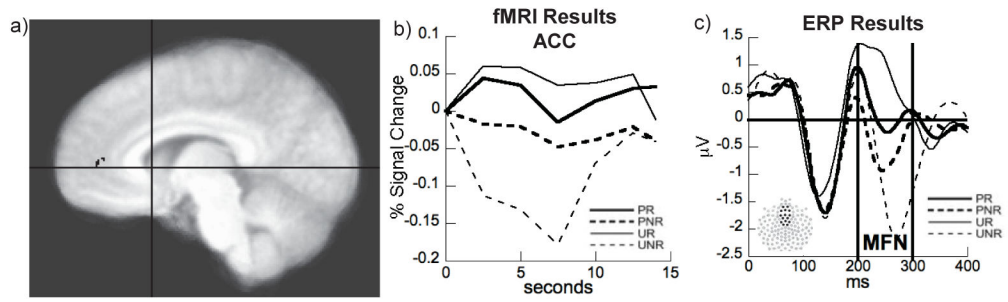 a)
b)
fMRI Results
ACC
% Signal Change
0.1
0.05
0
-0.05
-0.1
-0.15
-0.2
0
5
10
15
seconds
PR
PNR
UR
UNR
c)
ERP Results
µV
1.5
1
0.5
0
-0.5
-1
-1.5
-2
-2.5
0
100
200
300
400
ms
MFN
PR
PNR
UR
UNR